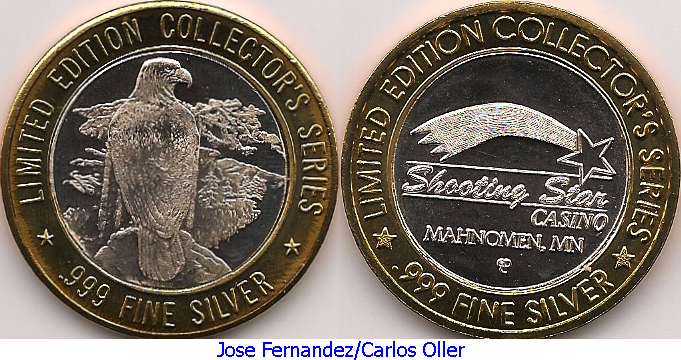 LIMITED EDITION COLLECTOR'S SERIES
.999 FINE SILVER
LIMITED EDITION COLLECTOR'S SERIES
Shooting Star
CASINO
MAHNOMEN, MN
.999 FINE SILVER
Jose Fernandez/Carlos Oller